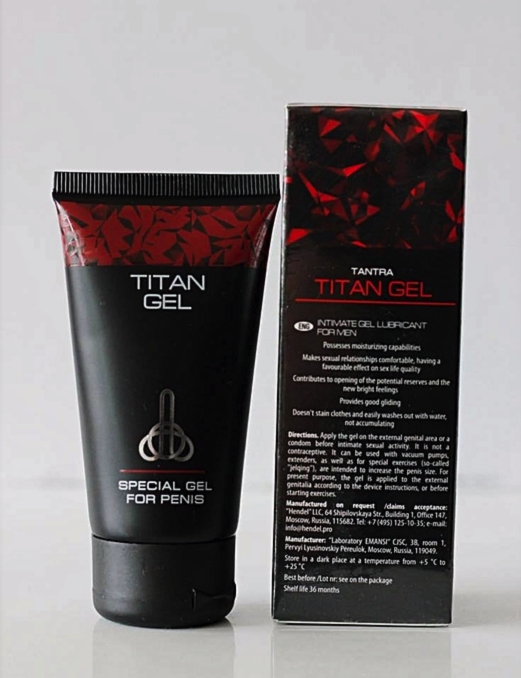 TITAN
GEL
SPECIAL GEL
FOR PENIS
TANTRA
TITAN GEL
ENG INTIMATE GEL LUBRICANT
FOR MEN
Possesses moisturizing capabilities
Makes sexual relationships comfortable, having a
favourable effect on sex life quality
Contributes to opening of the potential reserves and the
new bright feelings
Provides good gliding
Doesn't stain clothes and easily washes out with water,
not accumulating
Directions. Apply the gel on the external genital area or a
condom before intimate sexual activity. It is not a
contraceptive. It can be used with vacuum pumps,
extenders, as well as for special exercises (so-called
"jelqing"), are intended to increase the penis size. For
present purpose, the gel is applied to the external
genitalia according to the device instructions, or before
starting exercises.
Manufactured on request /claims acceptance:
"Hendel" LLC, 64 Shipilovskaya Str., Building 1, Office 147,
Moscow, Russia, 115682. Tel: +7 (495) 125-10-35; e-mail:
info@hendel.pro
Manufacturer: "Laboratory EMANSI" CJSC, 38, room 1,
Pervyi Lyusinovskiy Pereulok, Moscow, Russia, 119049.
Store in a dark place at a temperature from +5 °C to
+25 °C
Best before /Lot nr: see on the package
Shelf life 36 months